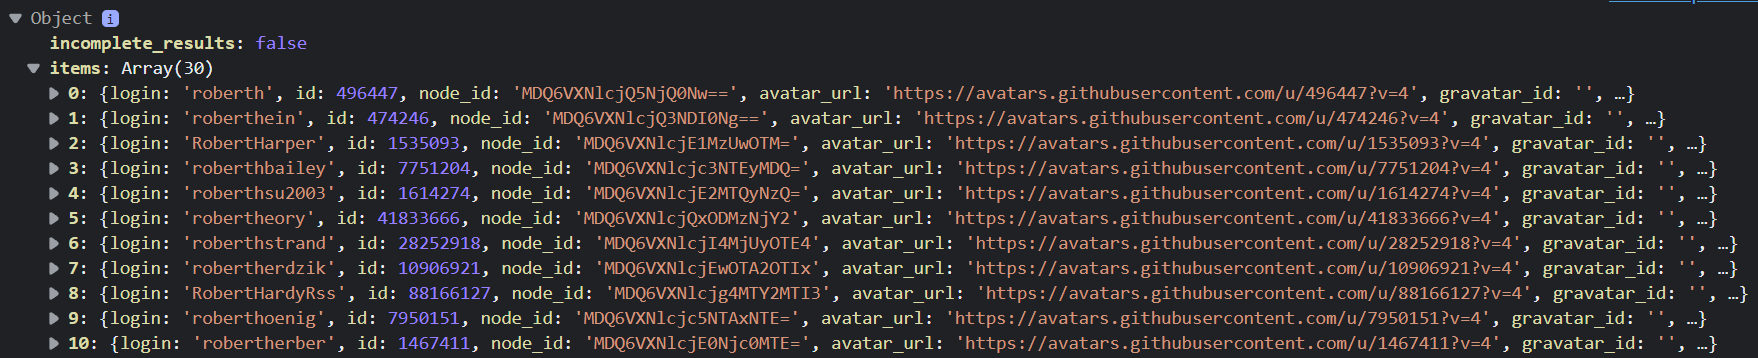 Object i
incomplete_results: false
items: Array(30)
0: {login: 'roberth', id: 496447, node_id: 'MDQ6VXNlcjQ5NjQ0Nw==', avatar_url: 'https://avatars.githubusercontent.com/u/496447?v=4', gravatar_id: '', …}
1: {login: 'roberthein', id: 474246, node_id: 'MDQ6VXNlcjQ3NDI0Ng==', avatar_url: 'https://avatars.githubusercontent.com/u/474246?v=4', gravatar_id: '', …}
2: {login: 'RobertHarper', id: 1535093, node_id: 'MDQ6VXNlcjE1MzUwOTM=', avatar_url: 'https://avatars.githubusercontent.com/u/1535093?v=4', gravatar_id: '', …}
3: {login: 'roberthbailey', id: 7751204, node_id: 'MDQ6VXNlcjc3NTEyMDQ=', avatar_url: 'https://avatars.githubusercontent.com/u/7751204?v=4', gravatar_id: '', …}
4: {login: 'roberthsu2003', id: 1614274, node_id: 'MDQ6VXNlcjE2MTQyNzQ=', avatar_url: 'https://avatars.githubusercontent.com/u/1614274?v=4', gravatar_id: '', …}
5: {login: 'robertheory', id: 41833666, node_id: 'MDQ6VXNlcjQxODMzNjY2', avatar_url: 'https://avatars.githubusercontent.com/u/41833666?v=4', gravatar_id: '', …}
6: {login: 'roberthstrand', id: 28252918, node_id: 'MDQ6VXNlcjI4MjUyOTE4', avatar_url: 'https://avatars.githubusercontent.com/u/28252918?v=4', gravatar_id: '', …}
7: {login: 'robertherdzik', id: 10906921, node_id: 'MDQ6VXNlcjEwOTA2OTIx', avatar_url: 'https://avatars.githubusercontent.com/u/10906921?v=4', gravatar_id: '', …}
8: {login: 'RobertHardyRss', id: 88166127, node_id: 'MDQ6VXNlcjg4MTY2MTI3', avatar_url: 'https://avatars.githubusercontent.com/u/88166127?v=4', gravatar_id: '', …}
9: {login: 'roberthoenig', id: 7950151, node_id: 'MDQ6VXNlcjc5NTAxNTE=', avatar_url: 'https://avatars.githubusercontent.com/u/7950151?v=4', gravatar_id: '', …}
10: {login: 'robertherber', id: 1467411, node_id: 'MDQ6VXNlcjE0Njc0MTE=', avatar_url: 'https://avatars.githubusercontent.com/u/1467411?v=4', gravatar_id: '', …}